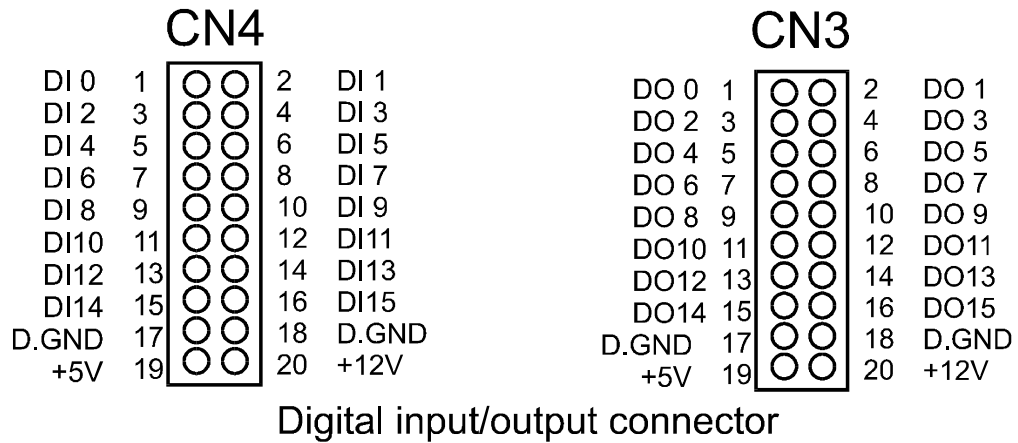 CN4 CN3
DI 0 1 2 DI 1 DO 0 1 2 DO 1
DI 2 3 4 DI 3 DO 2 3 4 DO 3
DI 4 5 6 DI 5 DO 4 5 6 DO 5
DI 6 7 8 DI 7 DO 6 7 8 DO 7
DI 8 9 10 DI 9 DO 8 9 10 DO 9
DI10 11 12 DI11 DO10 11 12 DO11
DI12 13 14 DI13 DO12 13 14 DO13
DI14 15 16 DI15 DO14 15 16 DO15
D.GND 17 18 D.GND D.GND 17 18 D.GND
+5V 19 20 +12V +5V 19 20 +12V
Digital input/output connector